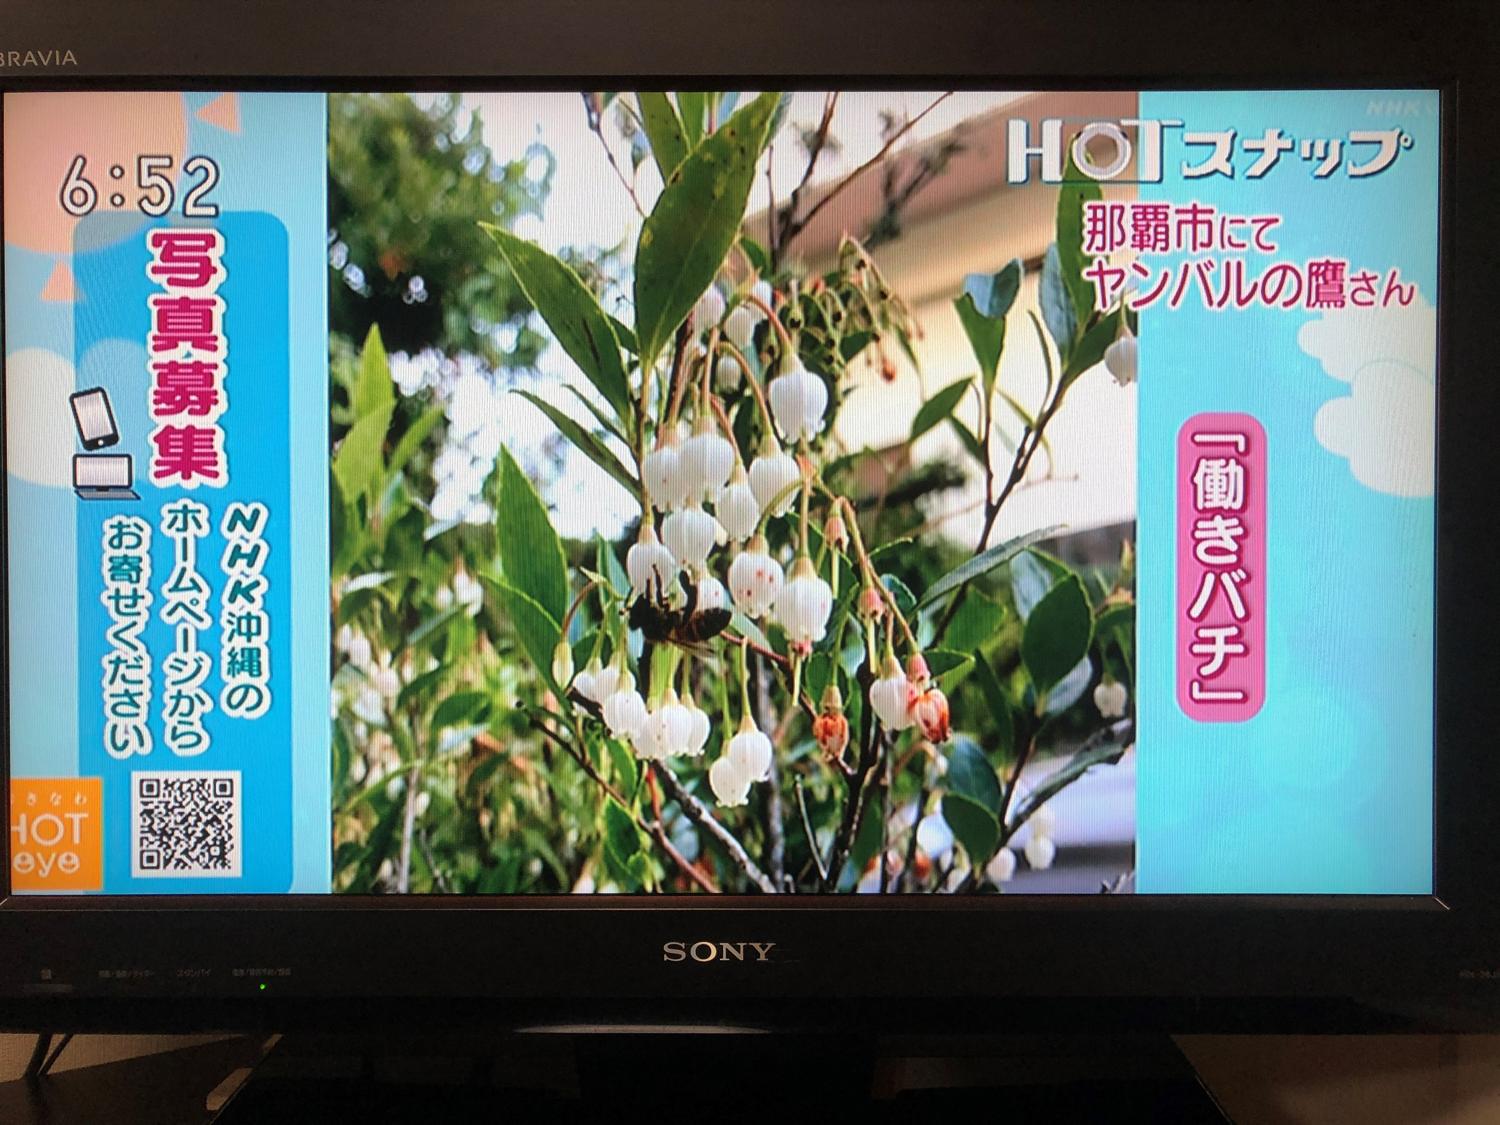 BRAVIA
NHK
6:52
HOTスナップ
那覇市にて
ヤンバルの鷹さん
写真募集
NHK沖縄の
ホームページから
お寄せください
「働きバチ」
きなわ
HOT
eye
SONY